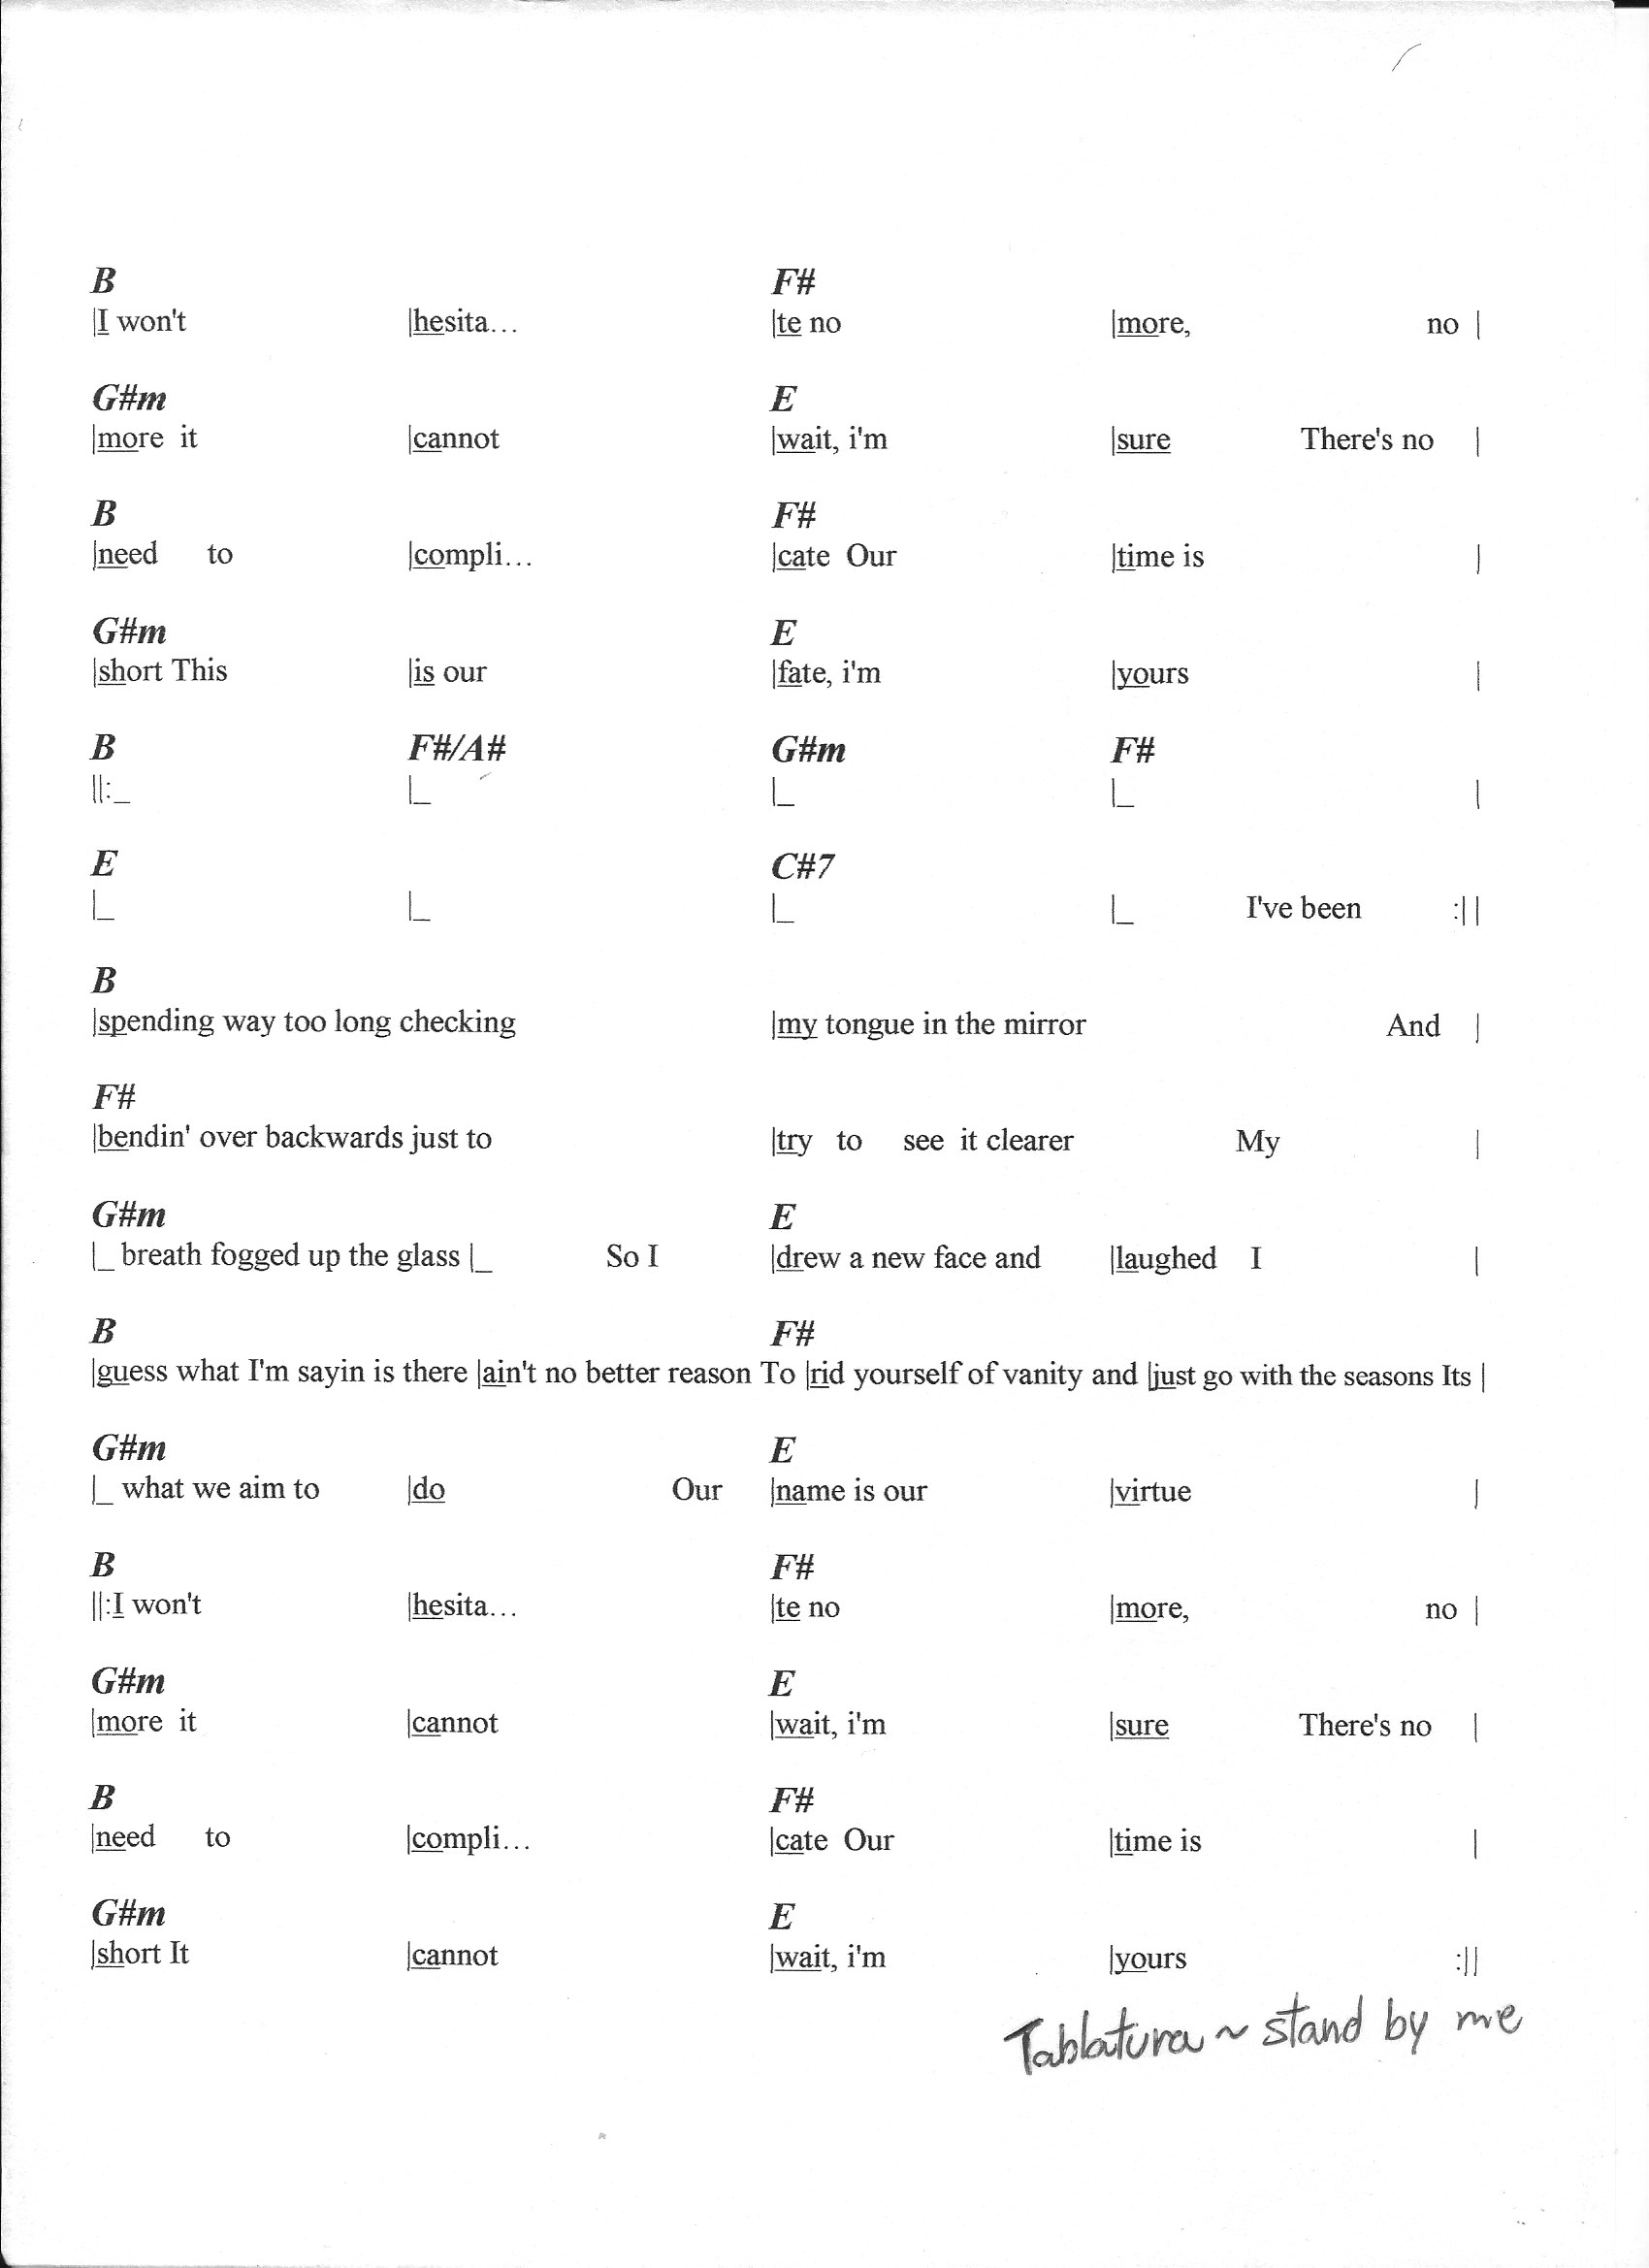 B F#
|I won't |hesita... |te no |more, no |
G#m E
|more it |cannot |wait, i'm |sure There's no |
B F#
|need to |compli... |cate Our |time is |
G#m E
|short This |is our |fate, i'm |yours |
B F#/A# G#m F#
||:_ |_ |_ |_ |
E C#7
|_ |_ |_ |_ I've been :||
B
|spending way too long checking |my tongue in the mirror And |
F#
|bendin' over backwards just to |try to see it clearer My |
G#m E
|_ breath fogged up the glass |_ So I |drew a new face and |laughed I |
B F#
|guess what I'm sayin is there |ain't no better reason To |rid yourself of vanity and |just go with the seasons Its |
G#m E
|_ what we aim to |do Our |name is our |virtue |
B F#
||:I won't |hesita... |te no |more, no |
G#m E
|more it |cannot |wait, i'm |sure There's no |
B F#
|need to |compli... |cate Our |time is |
G#m E
|short It |cannot |wait, i'm |yours :||
Tablatura ~ stand by me